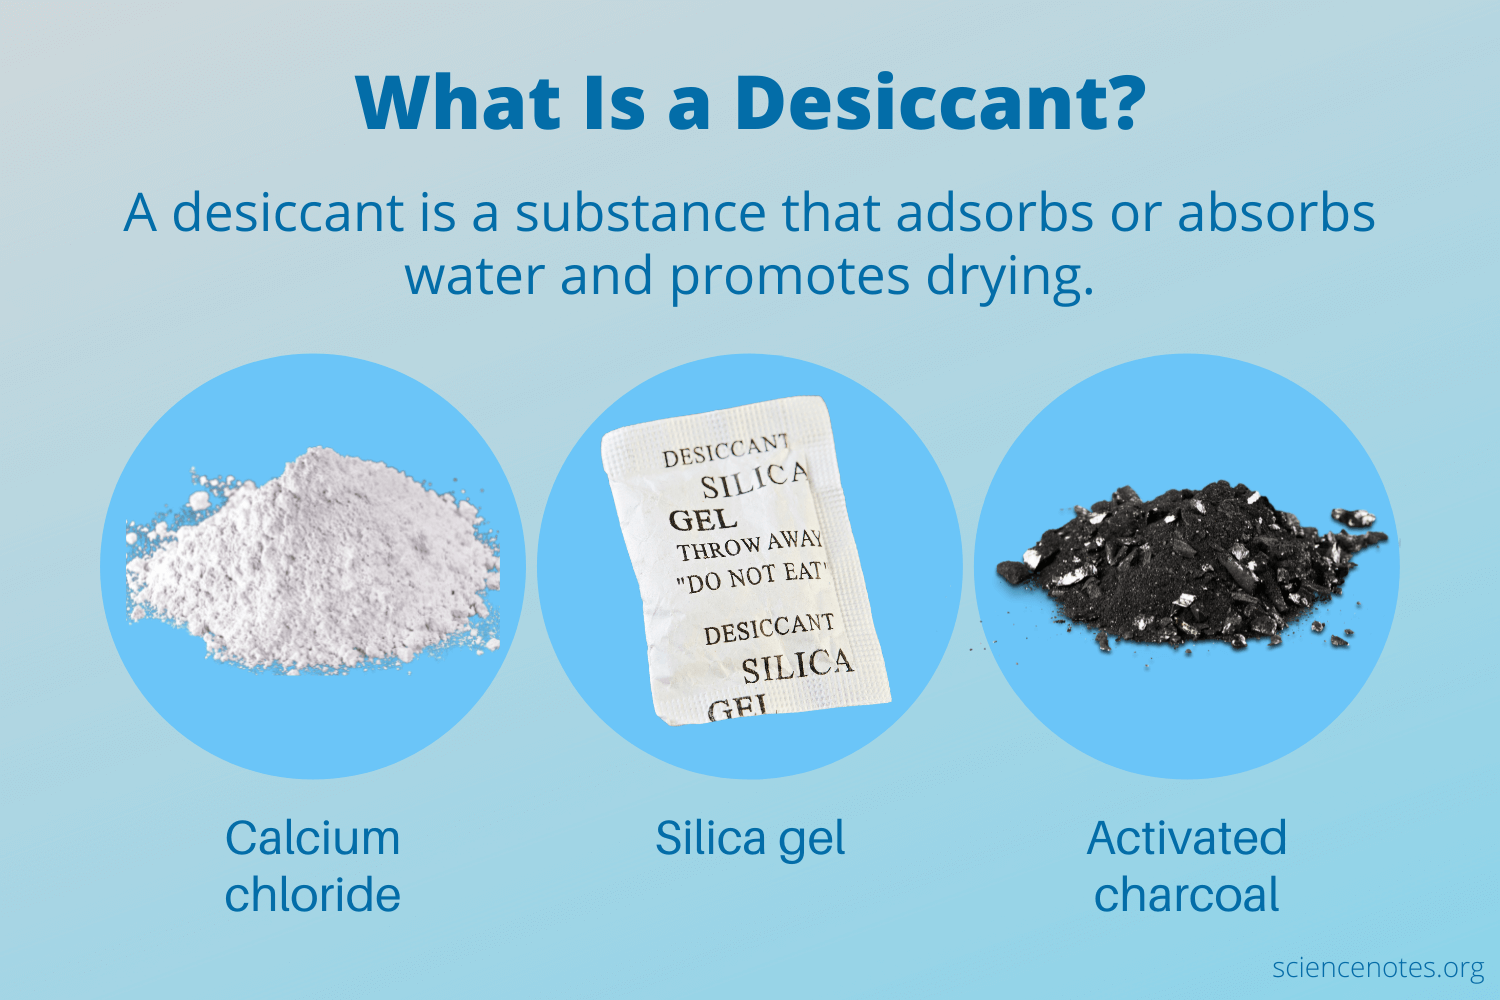 What Is a Desiccant?
A desiccant is a substance that adsorbs or absorbs
water and promotes drying.
DESICCANT
SILICA
GEL
THROW AWAY
"DO NOT EAT"
DESICCANT
SILICA
GEL
Calcium
chloride
Silica gel
Activated
charcoal
sciencenotes.org